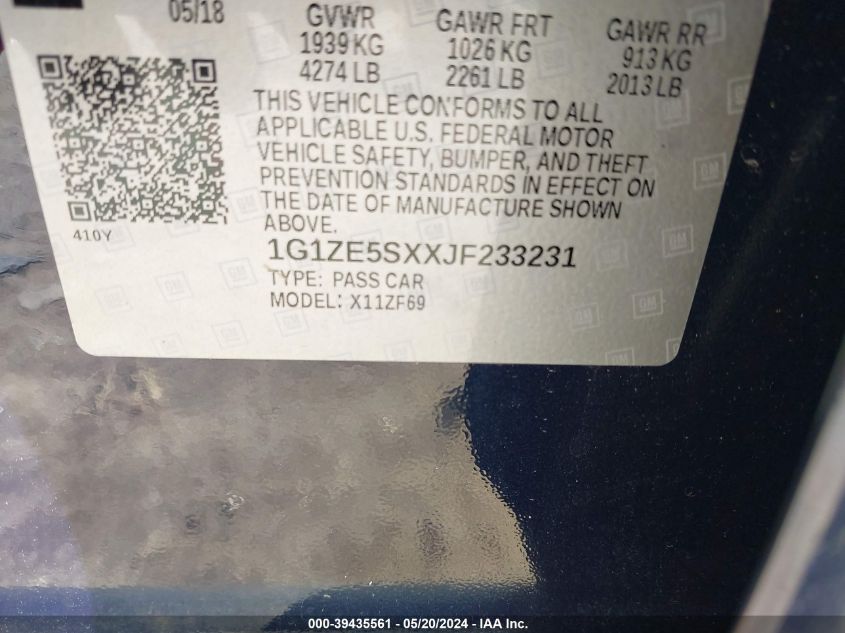 05/18
GVWR
1939 KG
4274 LB
GAWR FRT
1026 KG
2261 LB
GAWR RR
913 KG
2013 LB
THIS VEHICLE CONFORMS TO ALL
APPLICABLE U.S. FEDERAL MOTOR
VEHICLE SAFETY, BUMPER, AND THEFT
PREVENTION STANDARDS IN EFFECT ON
THE DATE OF MANUFACTURE SHOWN
ABOVE.
410Y
1G1ZE5SXXJF233231
TYPE: PASS CAR
MODEL: X11ZF69
000-39435561 - 05/20/2024 - IAA Inc.